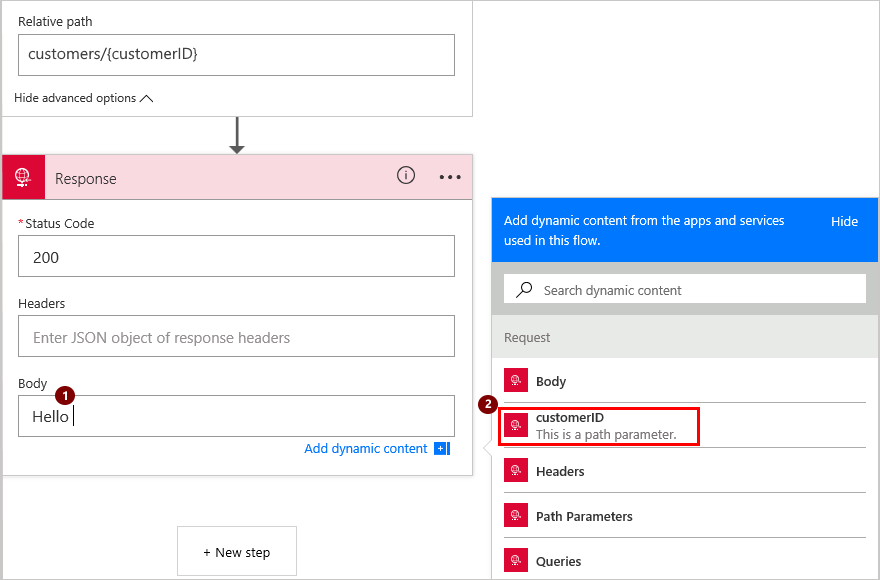 Relative path
customers/{customerID}
Hide advanced options
Response
*Status Code
200
Headers
Enter JSON object of response headers
Body
1
Hello
Add dynamic content
+ New step
Add dynamic content from the apps and services
used in this flow.
Hide
Search dynamic content
Request
Body
2
customerID
This is a path parameter.
Headers
Path Parameters
Queries